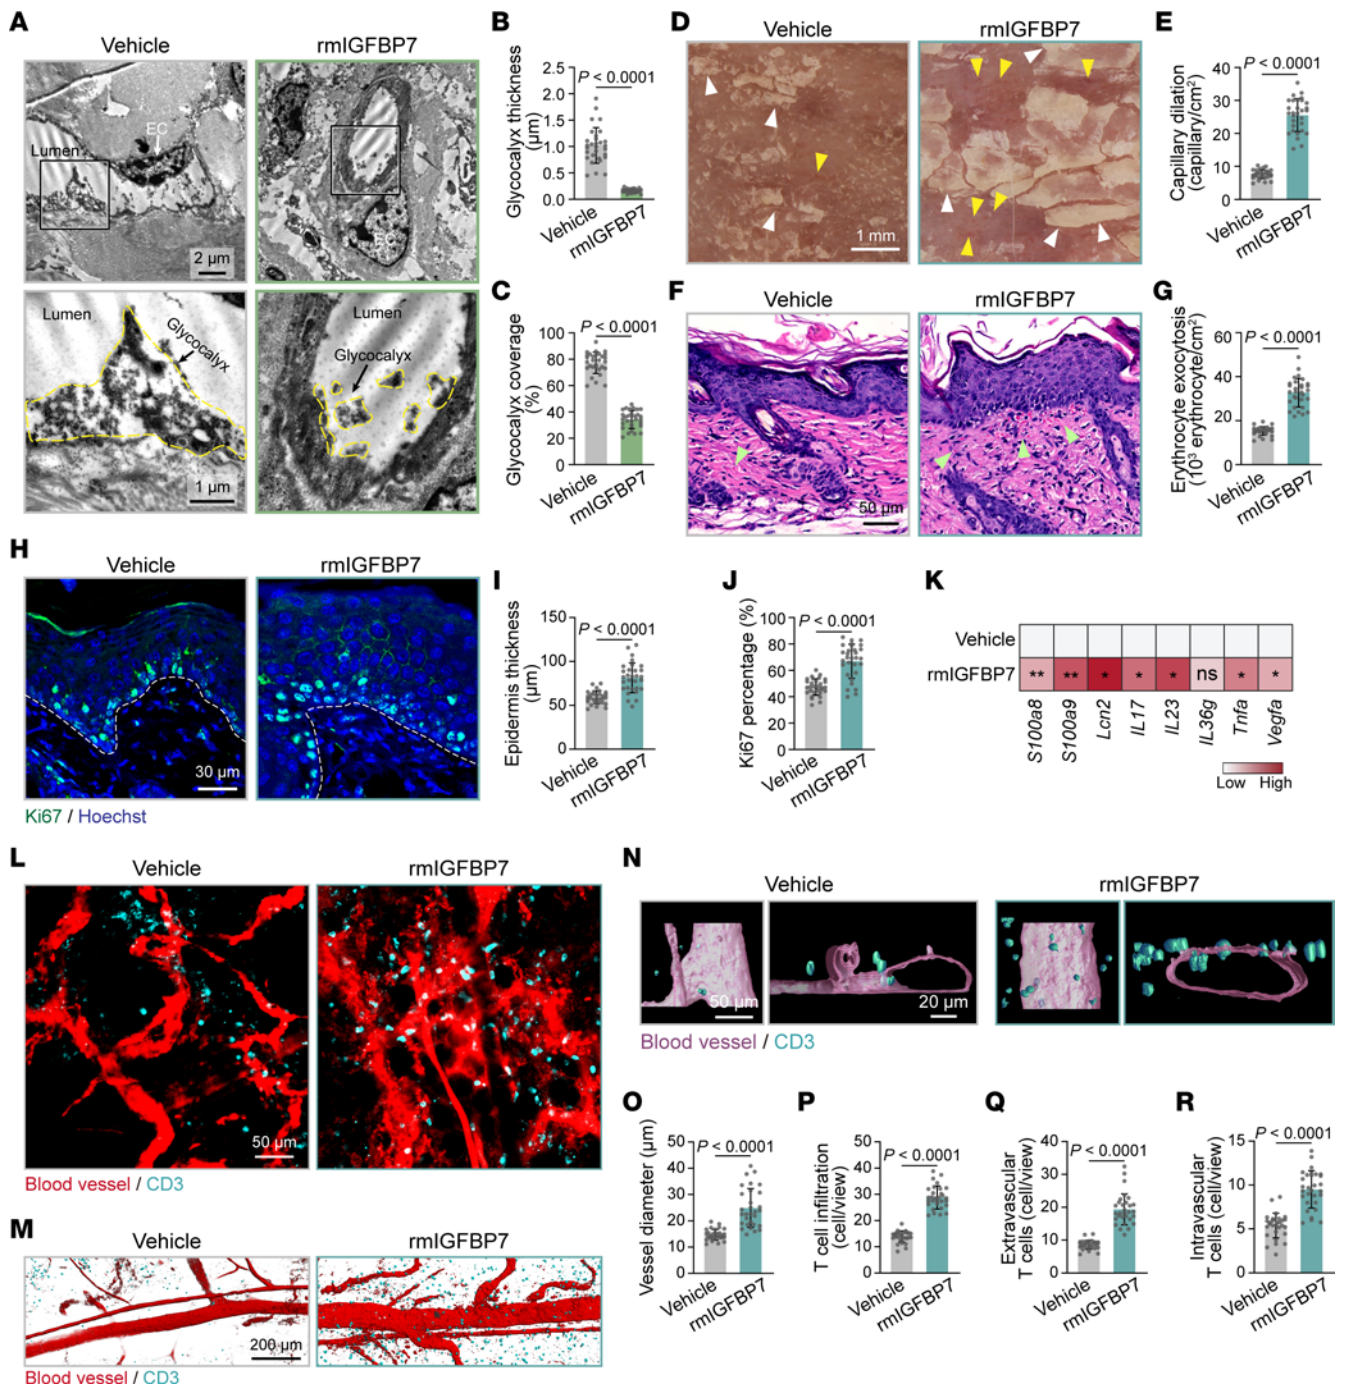 A
Vehicle
rmIGFBP7
EC
Lumen
2 µm
Lumen
Glycocalyx
1 µm
Lumen
Glycocalyx
B
Glycocalyx thickness
(µm)
P < 0.0001
2.5
2.0
1.5
1.0
0.5
0.0
Vehicle
rmIGFBP7
C
Glycocalyx coverage
(%)
P < 0.0001
100
80
60
40
20
0
Vehicle
rmIGFBP7
D
Vehicle
rmIGFBP7
1 mm
E
Capillary dilation
(capillary/cm²)
P < 0.0001
40
30
20
10
0
Vehicle
rmIGFBP7
F
Vehicle
rmIGFBP7
50 µm
G
Erythrocyte exocytosis
(10³ erythrocyte/cm²)
P < 0.0001
60
40
20
0
Vehicle
rmIGFBP7
H
Vehicle
rmIGFBP7
30 µm
Ki67 / Hoechst
I
Epidermis thickness
(µm)
P < 0.0001
150
100
50
0
Vehicle
rmIGFBP7
J
Ki67 percentage (%)
P < 0.0001
100
80
60
40
20
0
Vehicle
rmIGFBP7
K
Vehicle
rmIGFBP7
** ** * * * ns * *
S100a8 S100a9 Lcn2 IL17 IL23 IL36g Tnfa Vegfa
Low High
L
Vehicle
rmIGFBP7
50 µm
Blood vessel / CD3
M
Vehicle
rmIGFBP7
200 µm
Blood vessel / CD3
N
Vehicle
rmIGFBP7
50 µm
20 µm
Blood vessel / CD3
O
Vessel diameter (µm)
P < 0.0001
50
40
30
20
10
0
Vehicle
rmIGFBP7
P
T cell infiltration
(cell/view)
P < 0.0001
50
40
30
20
10
0
Vehicle
rmIGFBP7
Q
Extravascular
T cells (cell/view)
P < 0.0001
40
30
20
10
0
Vehicle
rmIGFBP7
R
Intravascular
T cells (cell/view)
P < 0.0001
15
10
5
0
Vehicle
rmIGFBP7